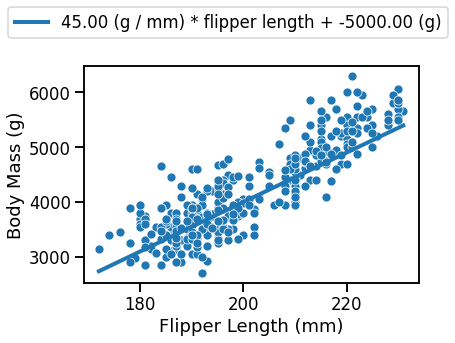 45.00 (g / mm) * flipper length + -5000.00 (g)
6000
5000
4000
3000
Body Mass (g)
180 200 220
Flipper Length (mm)